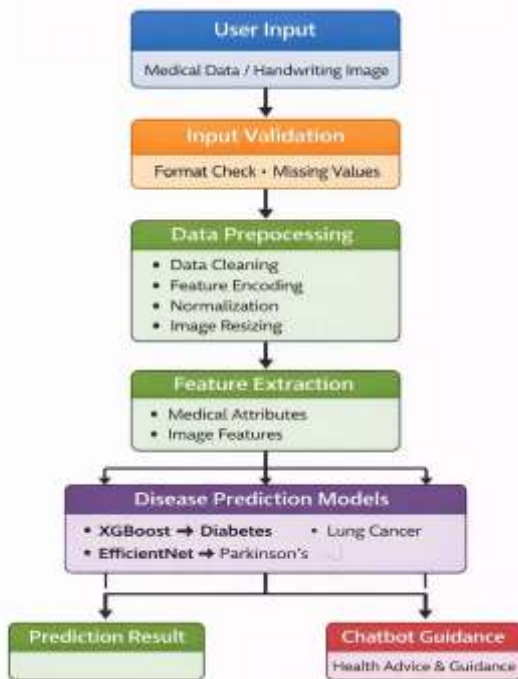 User Input
Medical Data / Handwriting Image
Input Validation
Format Check • Missing Values
Data Prepocessing
• Data Cleaning
• Feature Encoding
• Normalization
• Image Resizing
Feature Extraction
• Medical Attributes
• Image Features
Disease Prediction Models
• XGBoost → Diabetes • Lung Cancer
• EfficientNet → Parkinson's
Prediction Result
Chatbot Guidance
Health Advice & Guidance